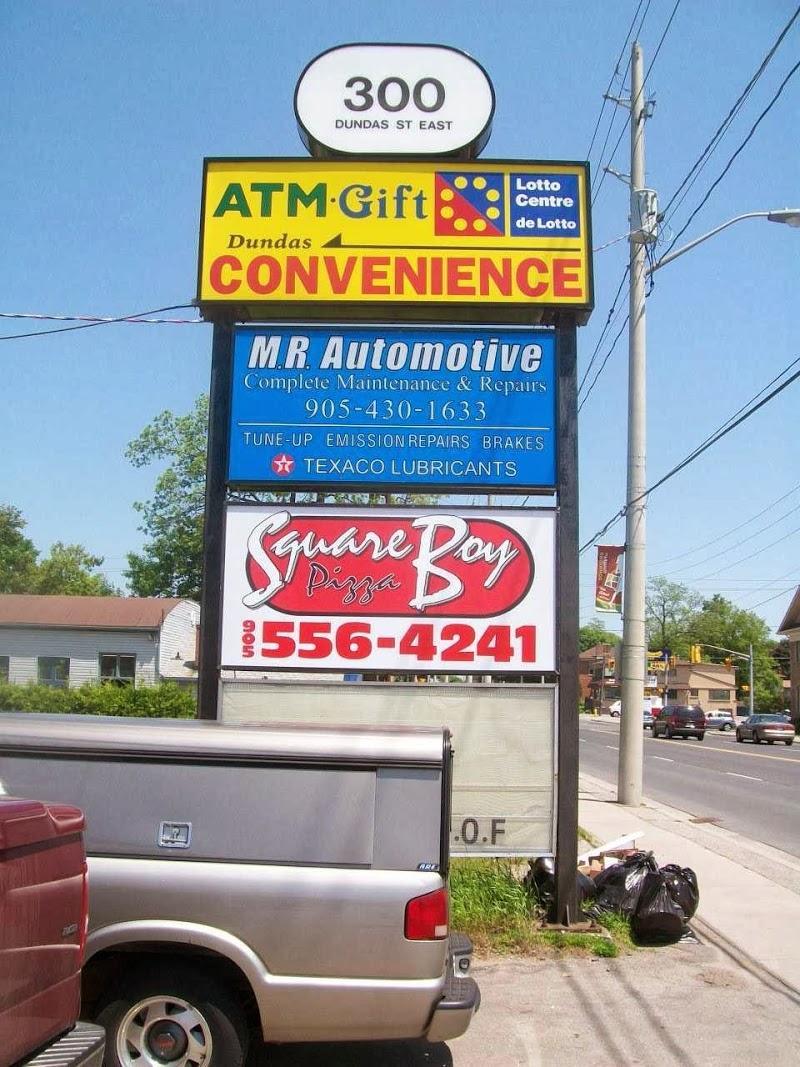 300
DUNDAS ST EAST
ATM·Gift
Lotto
Centre
de Lotto
Dundas
CONVENIENCE
M.R. Automotive
Complete Maintenance & Repairs
905-430-1633
TUNE-UP EMISSION REPAIRS BRAKES
TEXACO LUBRICANTS
Square Boy
Pizza
905 556-4241
.O.F
ARE